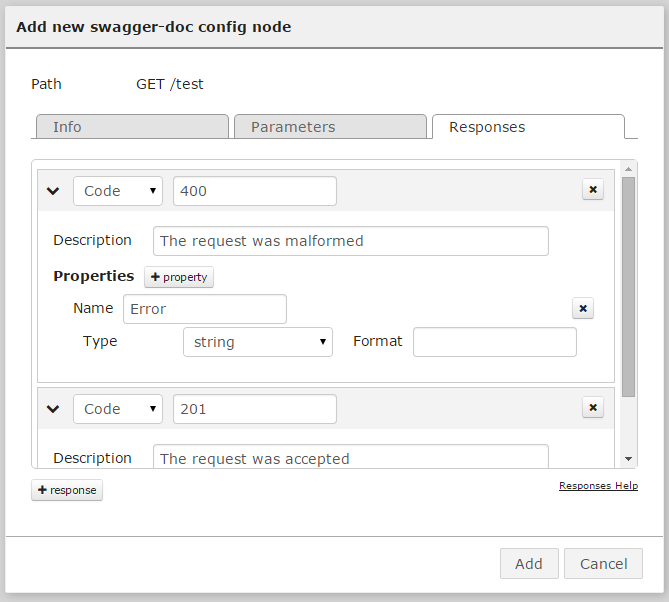 Add new swagger-doc config node
Path GET /test
Info Parameters Responses
Code 400
Description The request was malformed
Properties + property
Name Error
Type string Format
Code 201
Description The request was accepted
+ response Responses Help
Add Cancel